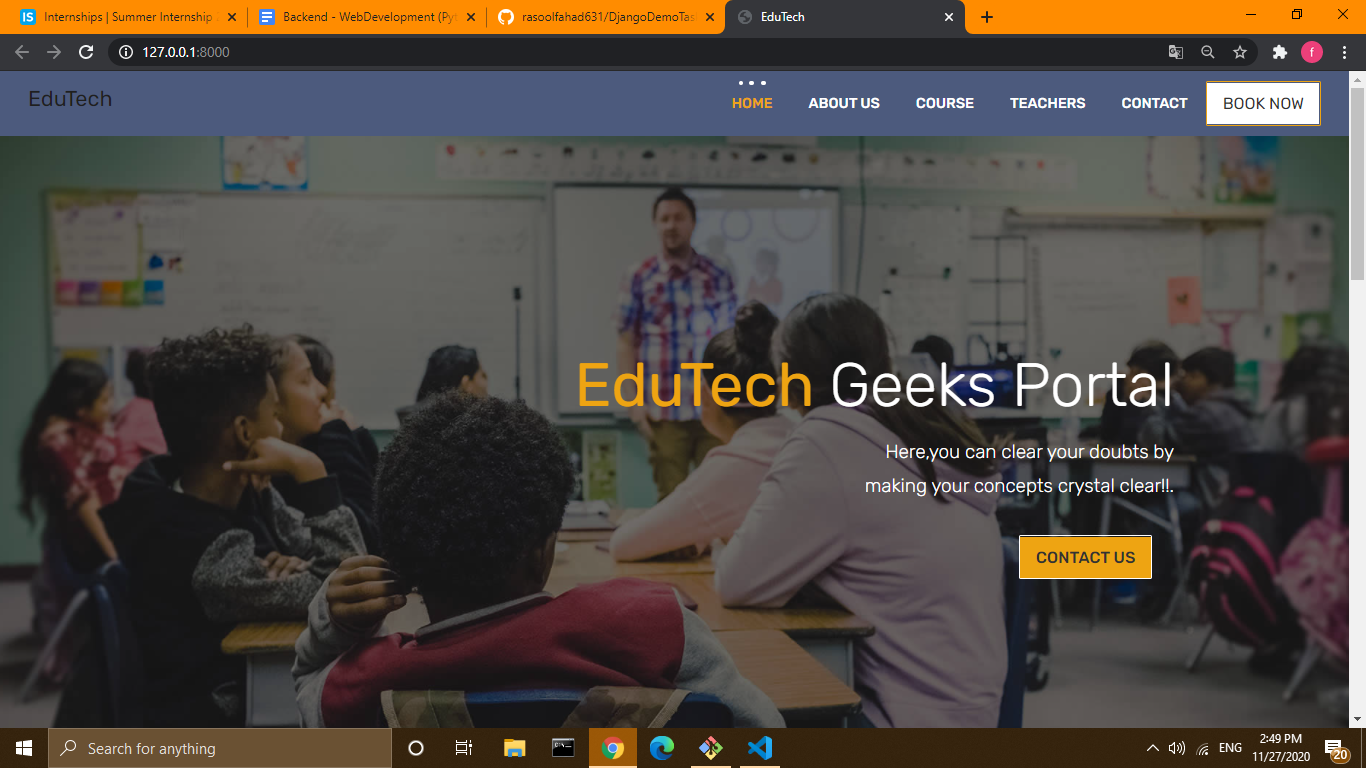 Internships | Summer Internship
Backend - WebDevelopment (Pyt
rasoolfahad631/DjangoDemoTas
EduTech
127.0.0.1:8000
f
EduTech
HOME
ABOUT US
COURSE
TEACHERS
CONTACT
BOOK NOW
EduTech Geeks Portal
Here,you can clear your doubts by
making your concepts crystal clear!!.
CONTACT US
Search for anything
ENG
2:49 PM
11/27/2020
20